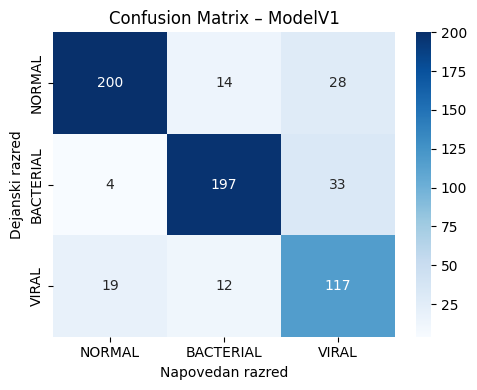 Confusion Matrix – ModelV1
Dejanski razred
NORMAL
200 14 28
BACTERIAL
4 197 33
VIRAL
19 12 117
NORMAL BACTERIAL VIRAL
Napovedan razred
200
175
150
125
100
75
50
25